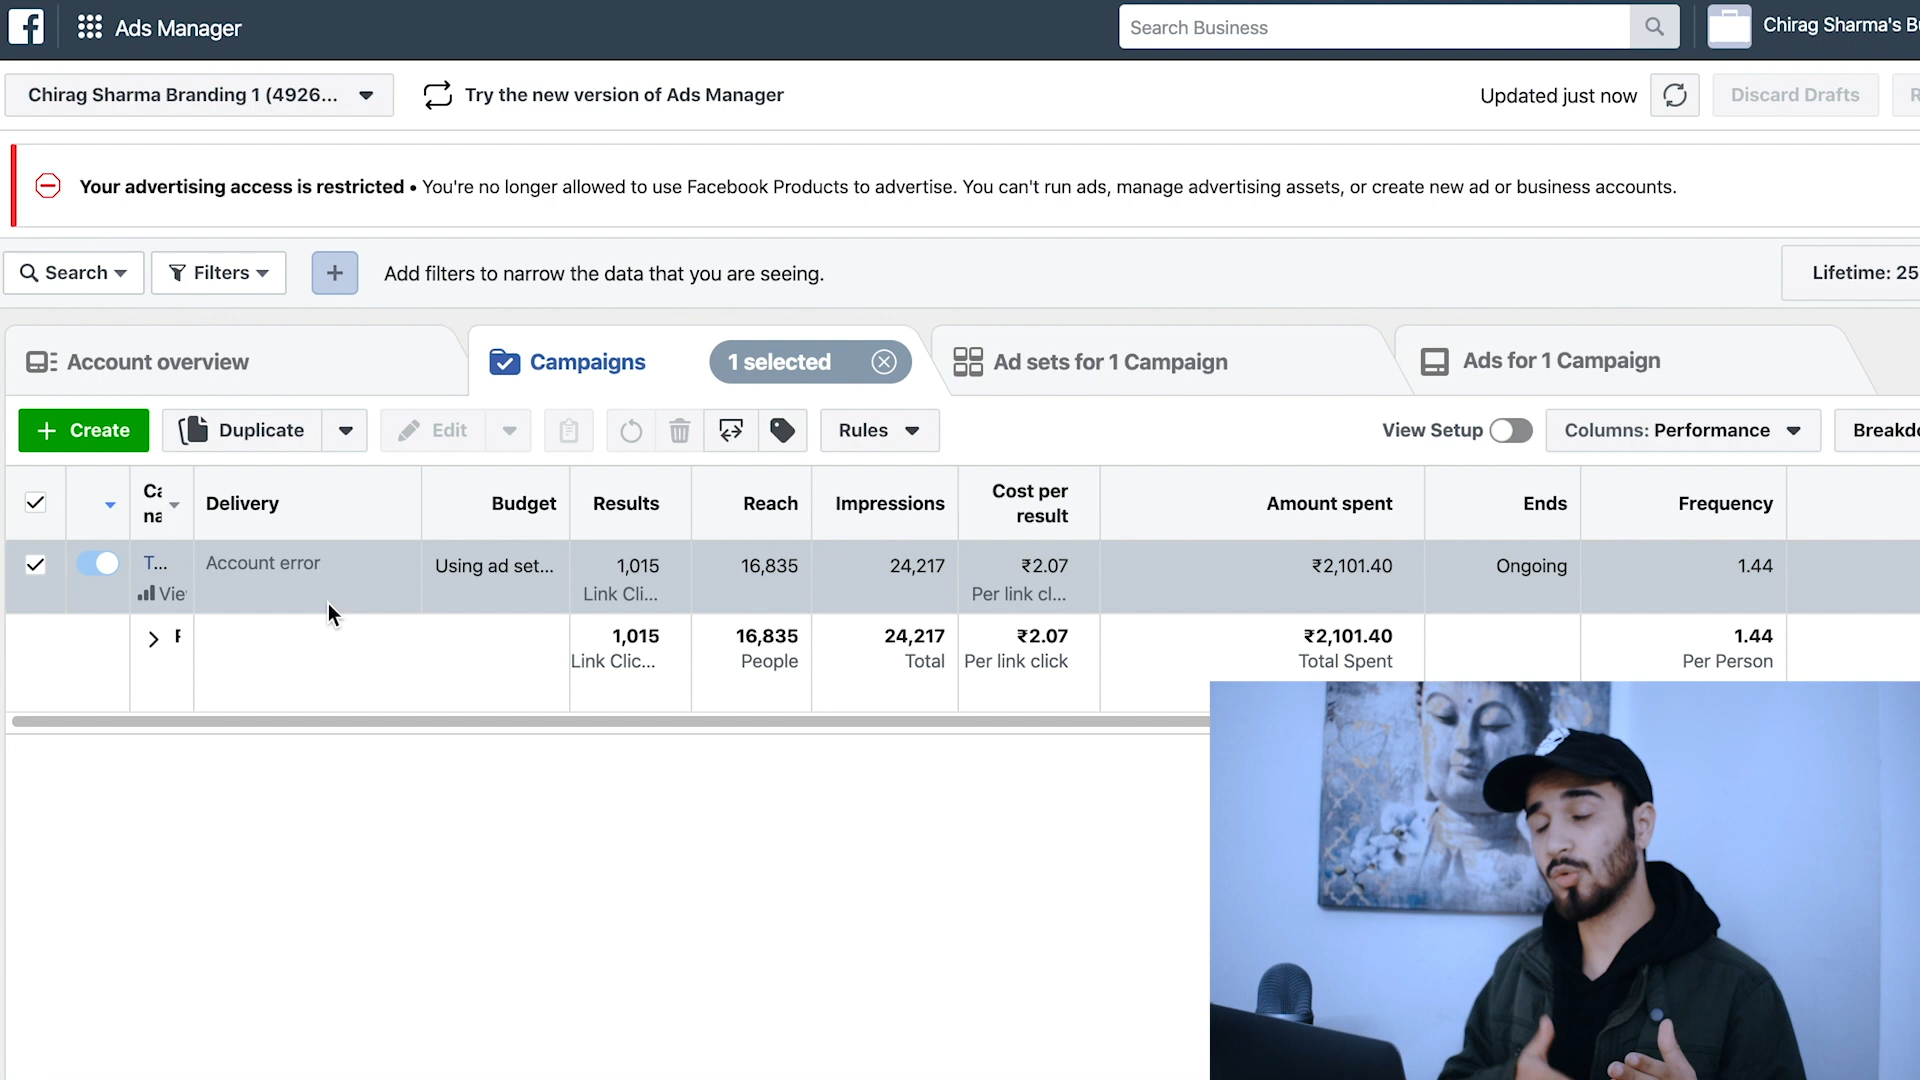 Ads Manager
Search Business
Chirag Sharma's B
Chirag Sharma Branding 1 (4926...
Try the new version of Ads Manager
Updated just now
Discard Drafts
Your advertising access is restricted • You're no longer allowed to use Facebook Products to advertise. You can't run ads, manage advertising assets, or create new ad or business accounts.
Search
Filters
+
Add filters to narrow the data that you are seeing.
Lifetime: 25
Account overview
Campaigns
1 selected
Ad sets for 1 Campaign
Ads for 1 Campaign
+ Create
Duplicate
Edit
Rules
View Setup
Columns: Performance
Breakdo
Ca
na
Delivery
Budget
Results
Reach
Impressions
Cost per
result
Amount spent
Ends
Frequency
T...
Vie
Account error
Using ad set...
1,015
Link Cli...
16,835
24,217
₹2.07
Per link cl...
₹2,101.40
Ongoing
1.44
1,015
Link Clic...
16,835
People
24,217
Total
₹2.07
Per link click
₹2,101.40
Total Spent
1.44
Per Person